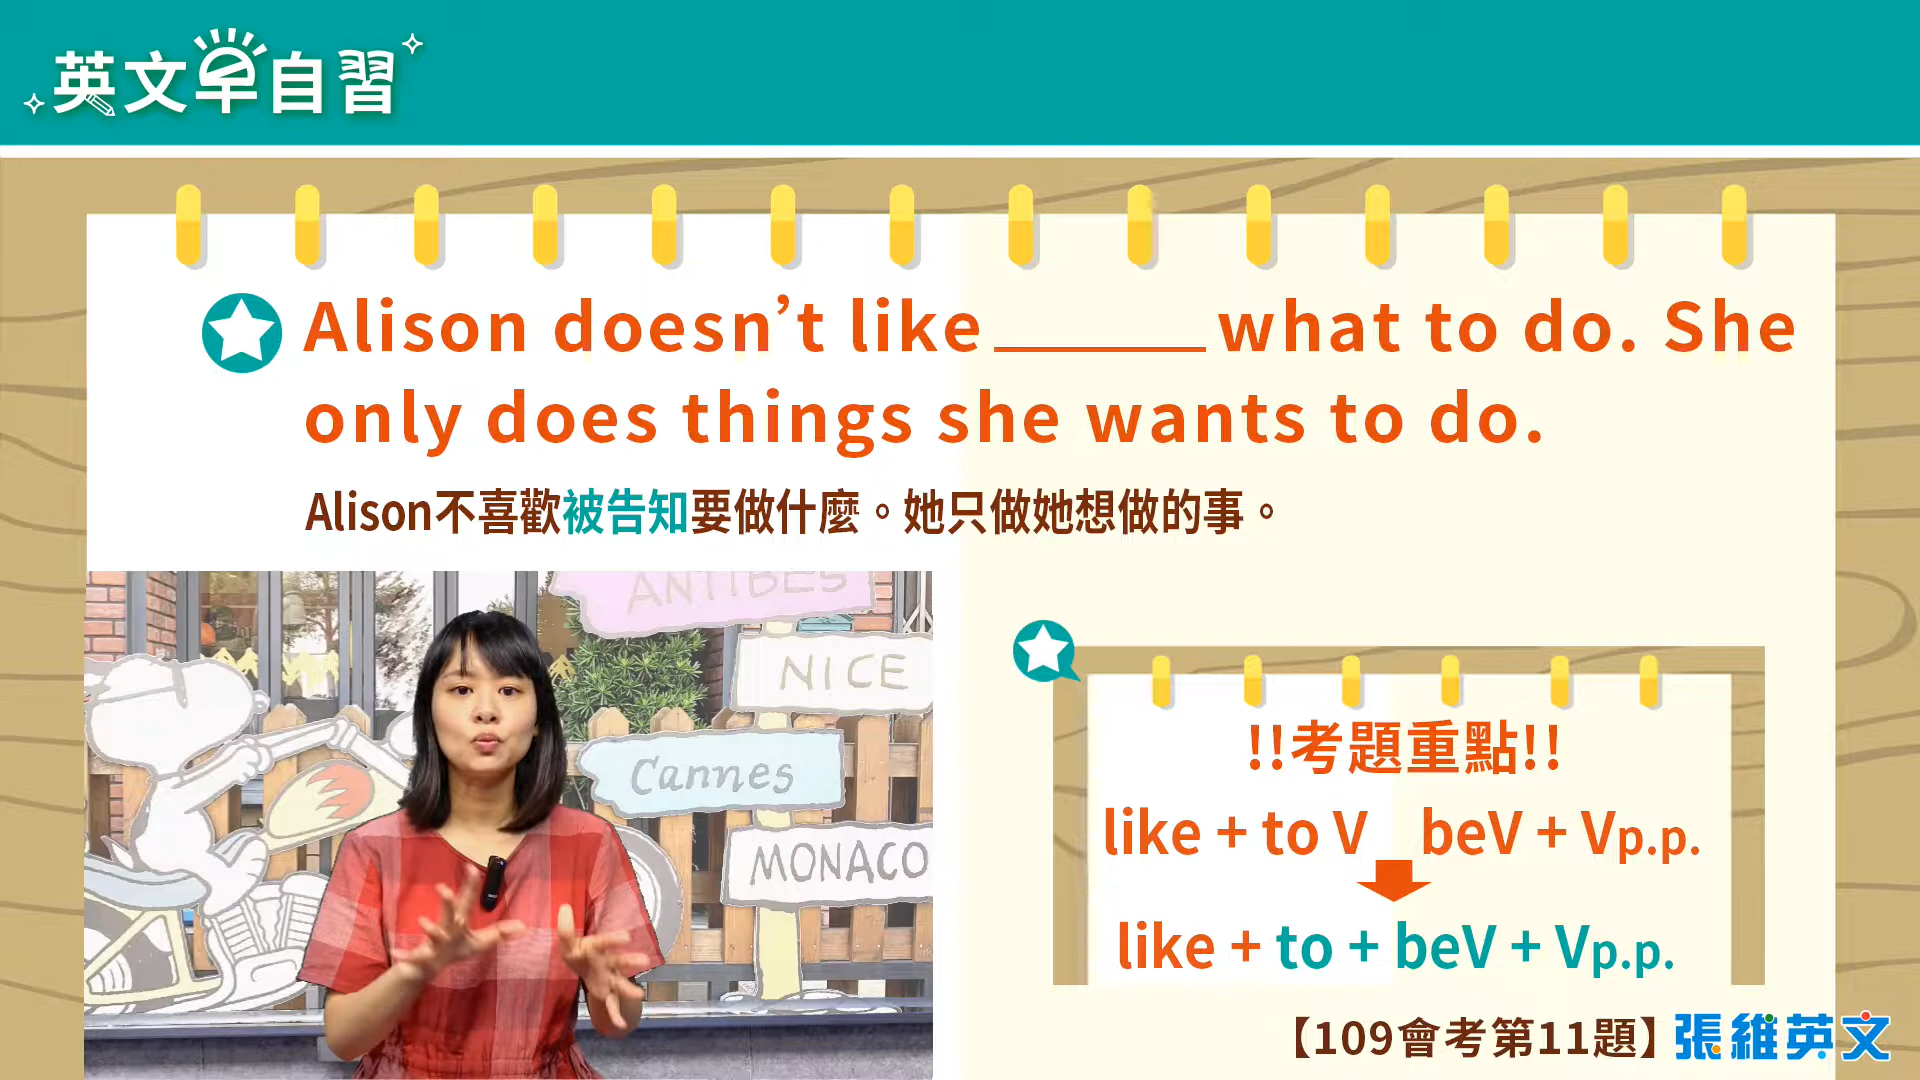 英文早自習
Alison doesn’t like ______ what to do. She
only does things she wants to do.
Alison不喜歡被告知要做什麼。她只做她想做的事。
ANTIBES
NICE
Cannes
MONACO
!!考題重點!!
like + to V beV + Vp.p.
like + to + beV + Vp.p.
【109會考第11題】張維英文